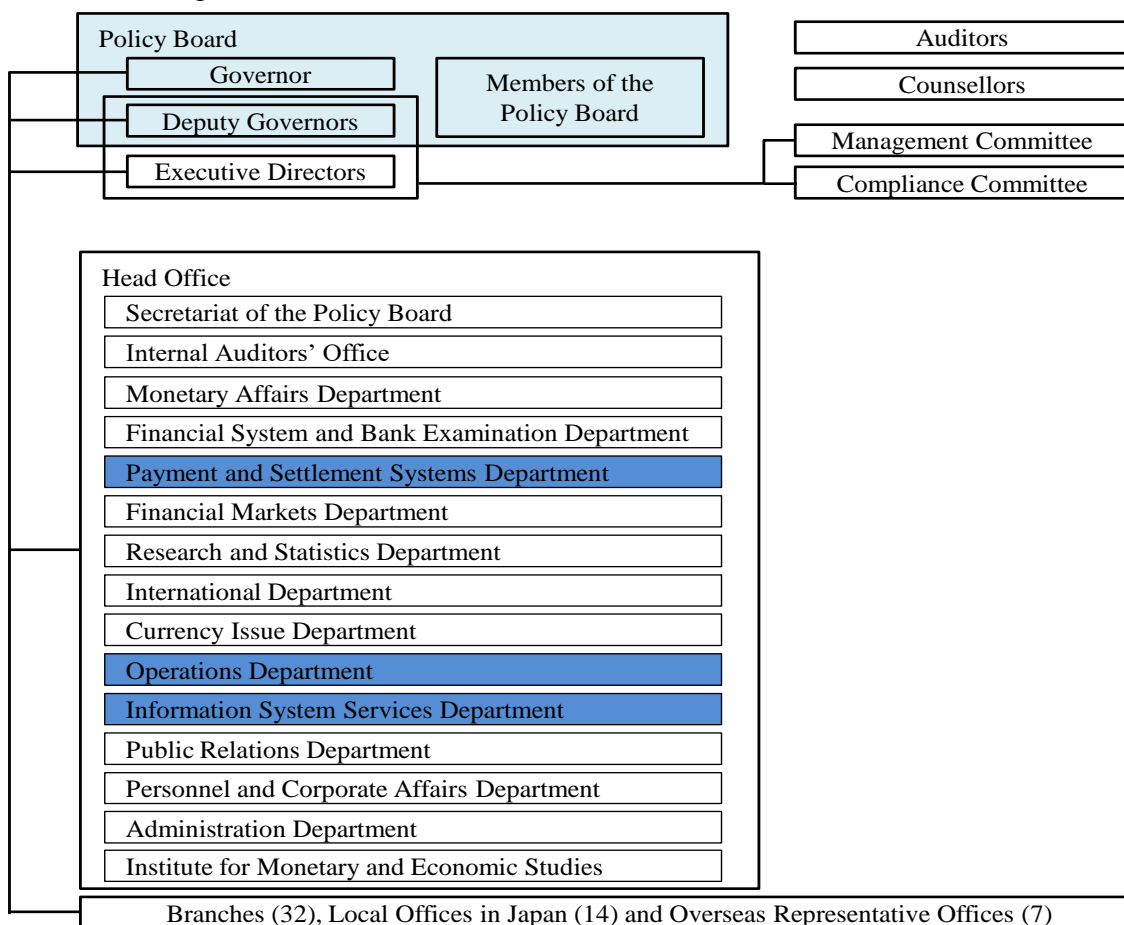 Policy Board
Governor
Deputy Governors
Executive Directors
Members of the
Policy Board
Auditors
Counsellors
Management Committee
Compliance Committee
Head Office
Secretariat of the Policy Board
Internal Auditors’ Office
Monetary Affairs Department
Financial System and Bank Examination Department
Payment and Settlement Systems Department
Financial Markets Department
Research and Statistics Department
International Department
Currency Issue Department
Operations Department
Information System Services Department
Public Relations Department
Personnel and Corporate Affairs Department
Administration Department
Institute for Monetary and Economic Studies
Branches (32), Local Offices in Japan (14) and Overseas Representative Offices (7)